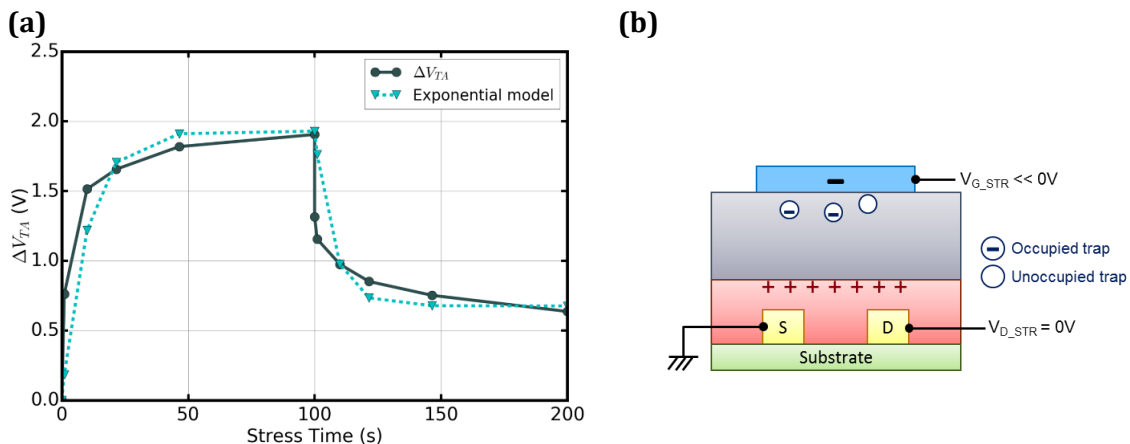 (a)
(b)
2.5
2.0
1.5
1.0
0.5
0.0
ΔV_TA (V)
0
50
100
150
200
Stress Time (s)
ΔV_TA
Exponential model
V_G_STR << 0V
Occupied trap
Unoccupied trap
+ + + + + + +
S
D
V_D_STR = 0V
Substrate